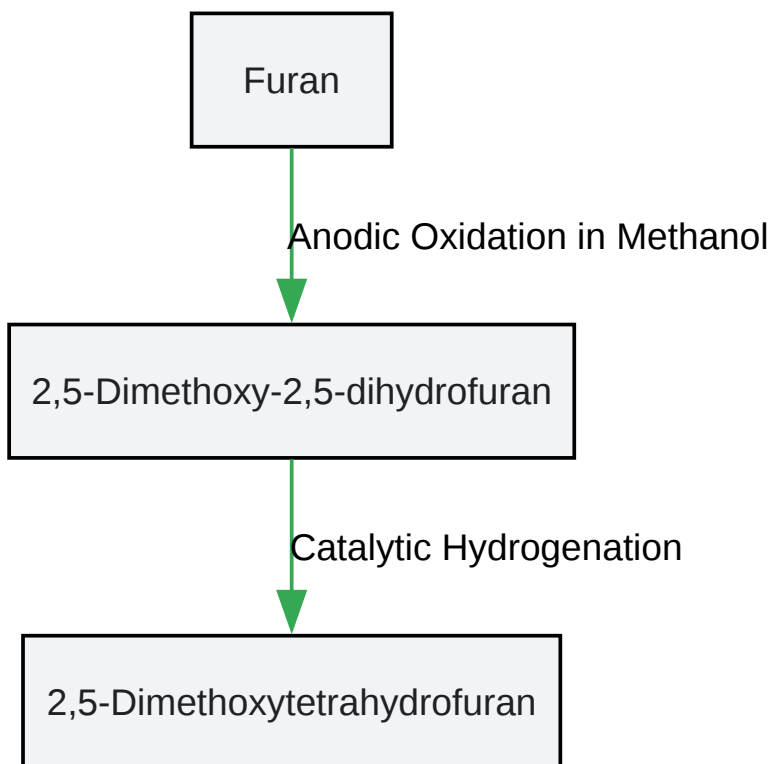 Furan
Anodic Oxidation in Methanol
2,5-Dimethoxy-2,5-dihydrofuran
Catalytic Hydrogenation
2,5-Dimethoxytetrahydrofuran